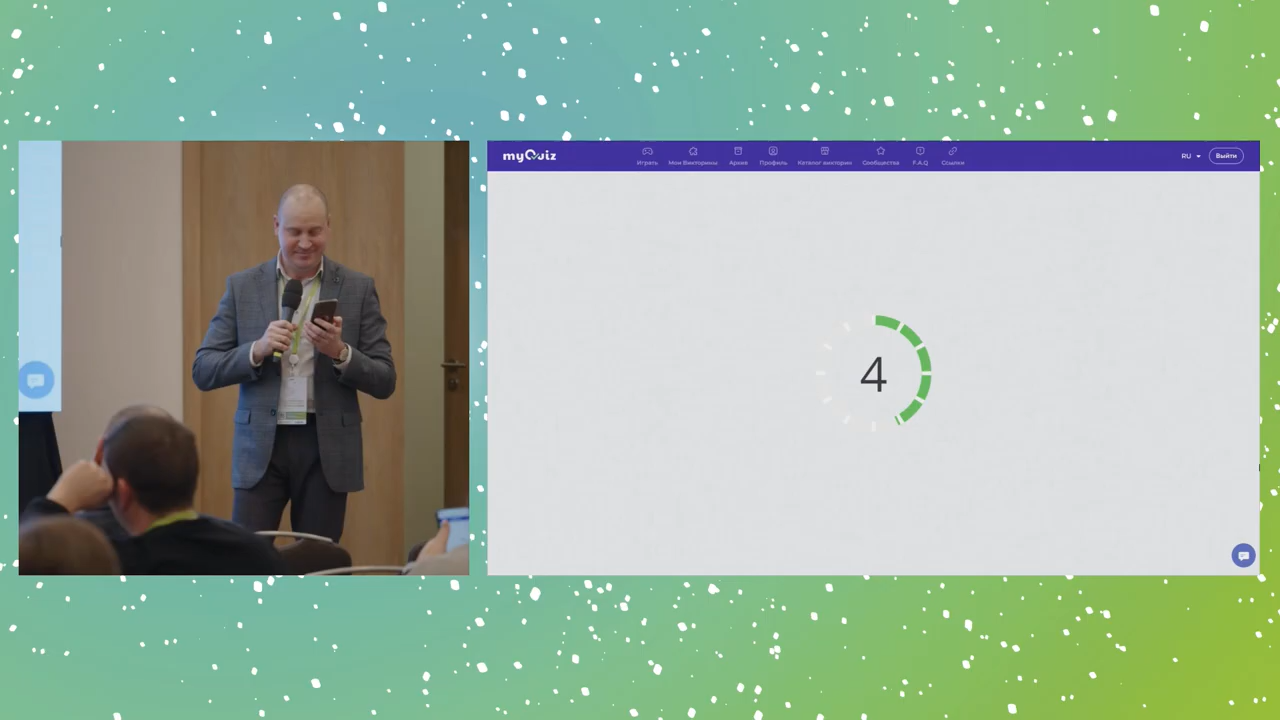 myQuiz
Играть
Мои Викторины
Архив
Профиль
Каталог викторин
Сообщества
F.A.Q
Ссылки
RU
Выйти
4